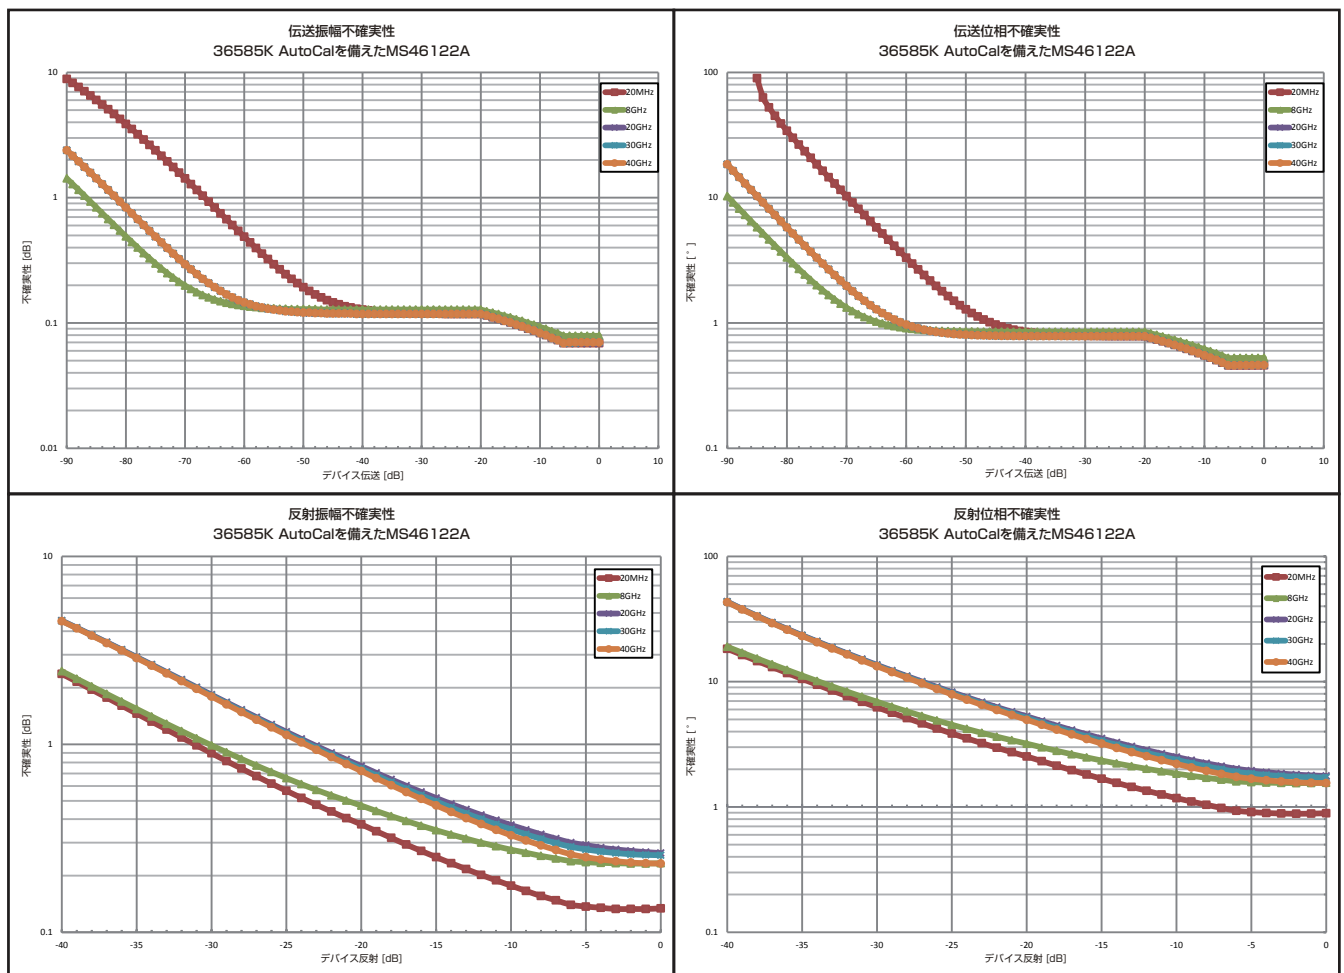 伝送振幅不確実性
36585K AutoCalを備えたMS46122A
10
1
0.1
0.01
不確実性 [dB]
-90 -80 -70 -60 -50 -40 -30 -20 -10 0 10
デバイス伝送 [dB]
20MHz
8GHz
20GHz
30GHz
40GHz
伝送位相不確実性
36585K AutoCalを備えたMS46122A
100
10
1
0.1
不確実性 [ ° ]
-90 -80 -70 -60 -50 -40 -30 -20 -10 0 10
デバイス伝送 [dB]
20MHz
8GHz
20GHz
30GHz
40GHz
反射振幅不確実性
36585K AutoCalを備えたMS46122A
10
1
0.1
不確実性 [dB]
-40 -35 -30 -25 -20 -15 -10 -5 0
デバイス反射 [dB]
20MHz
8GHz
20GHz
30GHz
40GHz
反射位相不確実性
36585K AutoCalを備えたMS46122A
100
10
1
0.1
不確実性 [ ° ]
-40 -35 -30 -25 -20 -15 -10 -5 0
デバイス反射 [dB]
20MHz
8GHz
20GHz
30GHz
40GHz